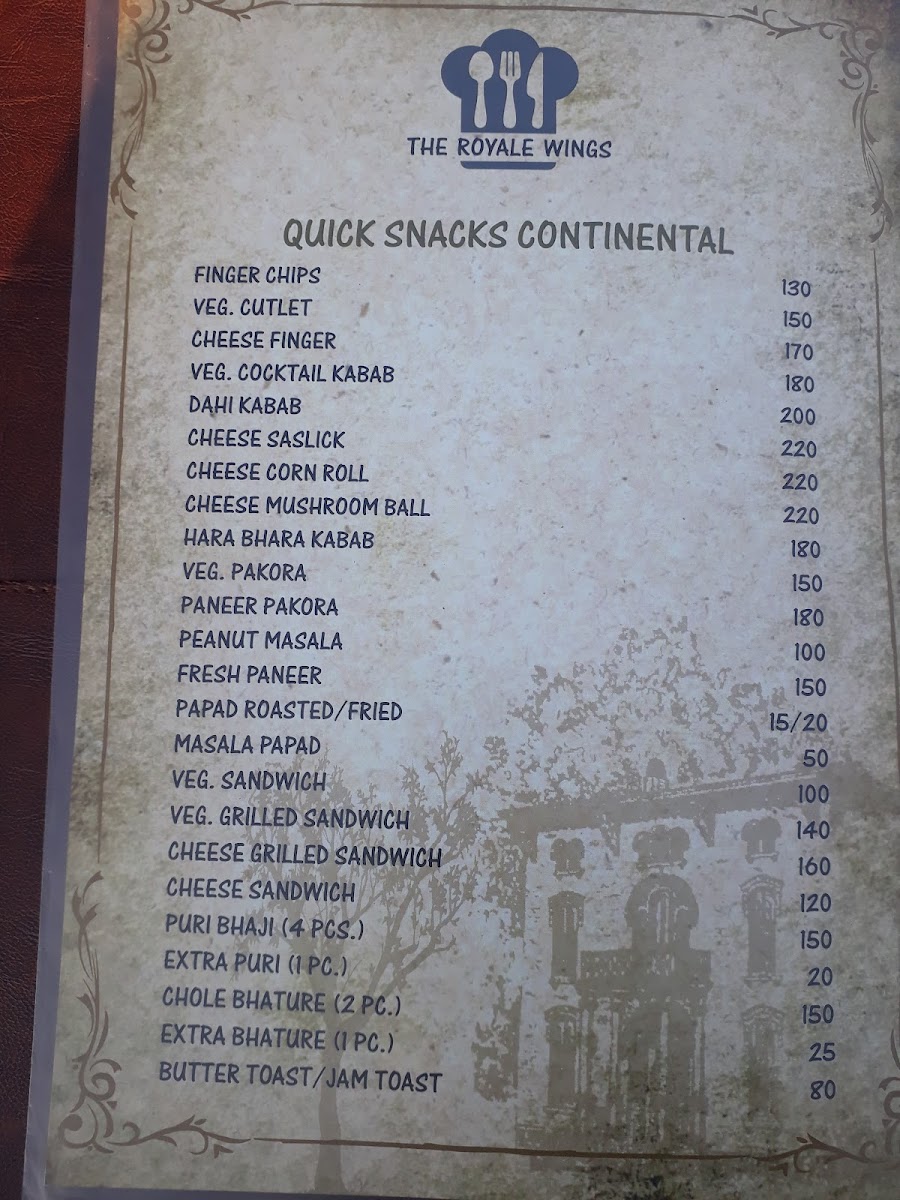 THE ROYALE WINGS
QUICK SNACKS CONTINENTAL
FINGER CHIPS 130
VEG. CUTLET 150
CHEESE FINGER 170
VEG. COCKTAIL KABAB 180
DAHI KABAB 200
CHEESE SASLICK 220
CHEESE CORN ROLL 220
CHEESE MUSHROOM BALL 220
HARA BHARA KABAB 180
VEG. PAKORA 150
PANEER PAKORA 180
PEANUT MASALA 100
FRESH PANEER 150
PAPAD ROASTED/FRIED 15/20
MASALA PAPAD 50
VEG. SANDWICH 100
VEG. GRILLED SANDWICH 140
CHEESE GRILLED SANDWICH 160
CHEESE SANDWICH 120
PURI BHAJI (4 PCS.) 150
EXTRA PURI (1 PC.) 20
CHOLE BHATURE (2 PC.) 150
EXTRA BHATURE (1 PC.) 25
BUTTER TOAST/JAM TOAST 80